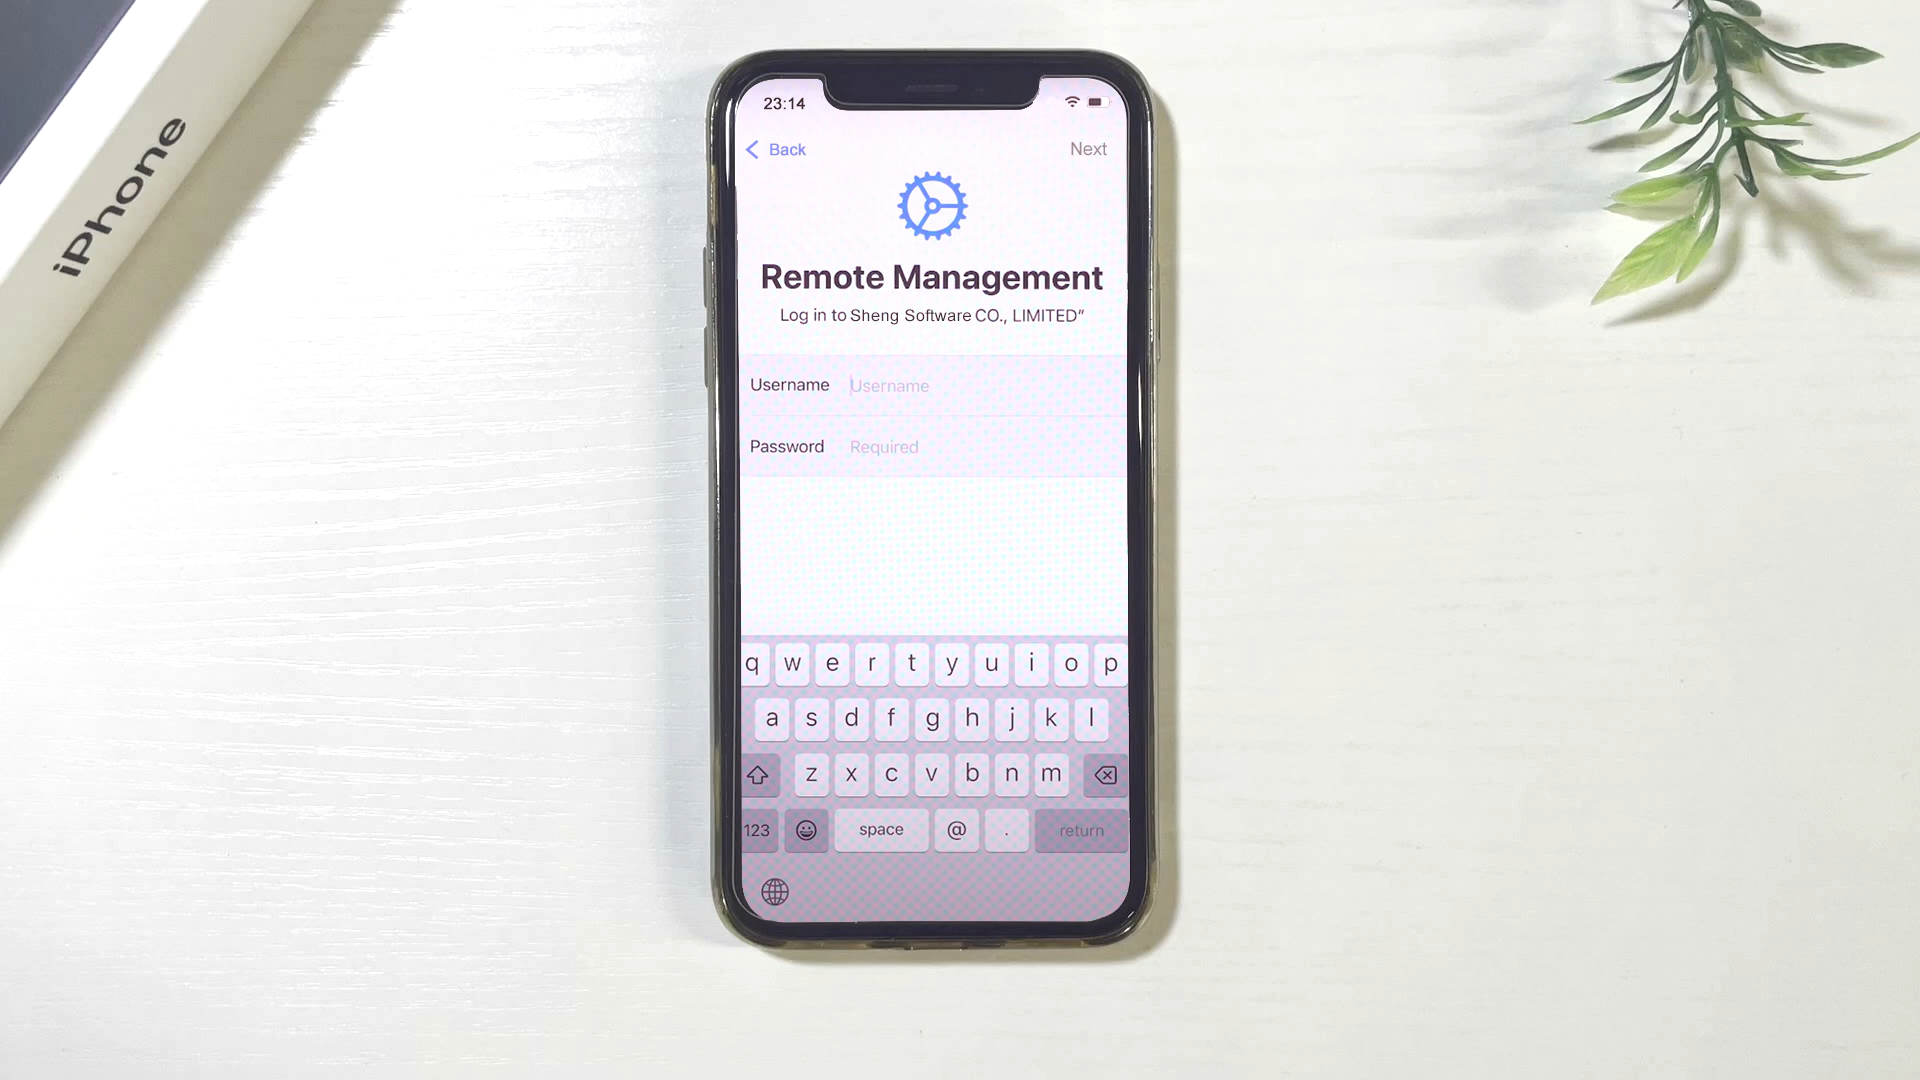 iPhone
23:14
Back
Next
Remote Management
Log in to Sheng Software CO., LIMITED"
Username Username
Password Required
q w e r t y u i o p
a s d f g h j k l
z x c v b n m
123 space @ . return